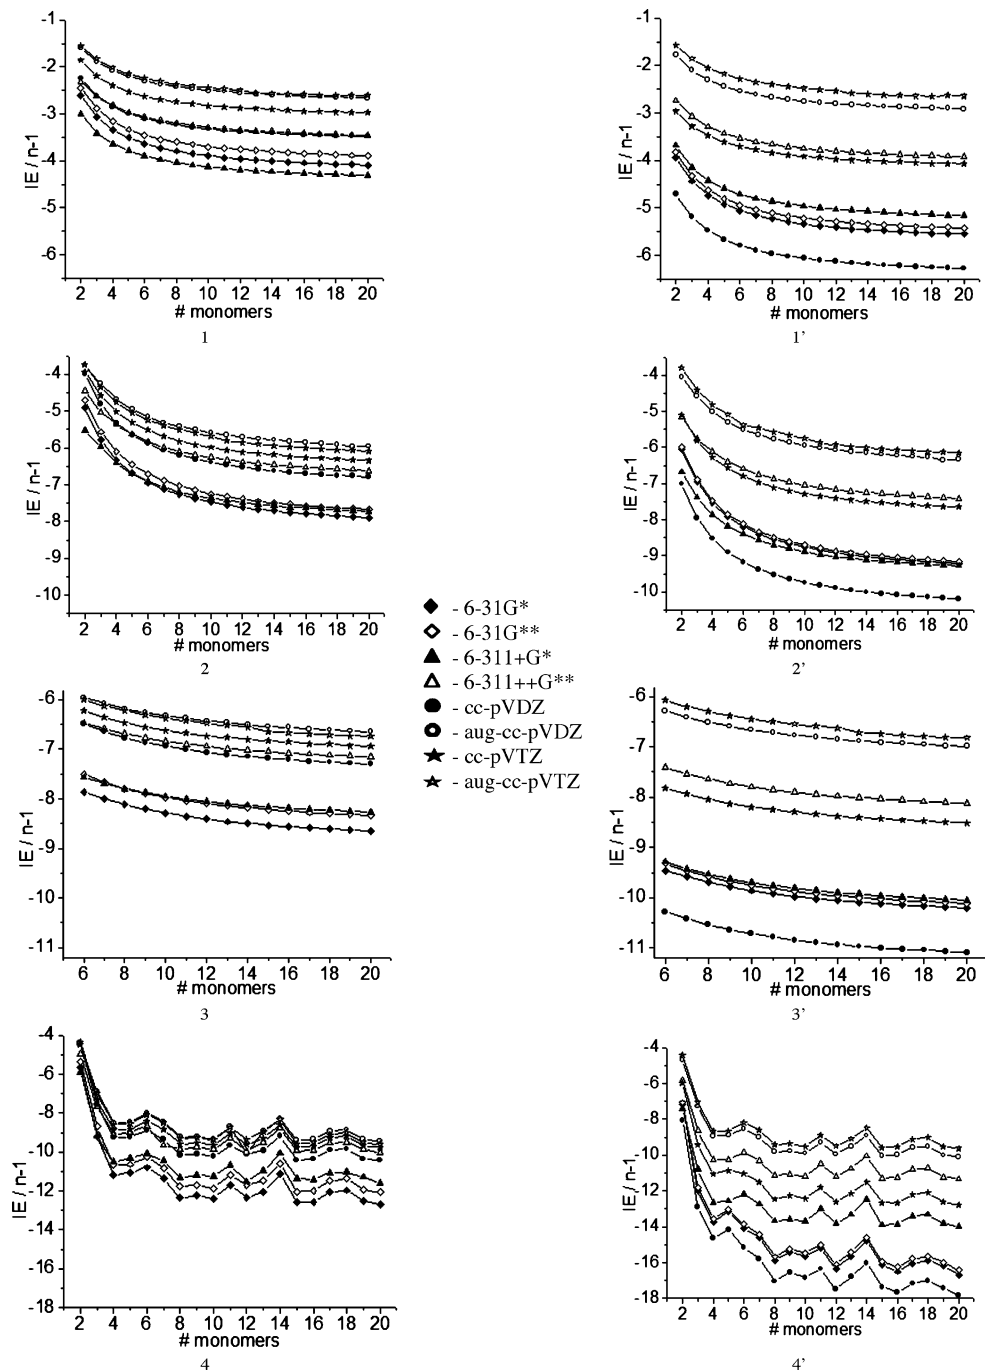 -1
-2
-3
-4
-5
-6
IE / n-1
2 4 6 8 10 12 14 16 18 20
# monomers
1
-1
-2
-3
-4
-5
-6
IE / n-1
2 4 6 8 10 12 14 16 18 20
# monomers
1'
-4
-5
-6
-7
-8
-9
-10
IE / n-1
2 4 6 8 10 12 14 16 18 20
# monomers
2
-4
-5
-6
-7
-8
-9
-10
IE / n-1
2 4 6 8 10 12 14 16 18 20
# monomers
2'
- 6-31G*
- 6-31G**
- 6-311+G*
- 6-311++G**
- cc-pVDZ
- aug-cc-pVDZ
- cc-pVTZ
- aug-cc-pVTZ
-6
-7
-8
-9
-10
-11
IE / n-1
6 8 10 12 14 16 18 20
# monomers
3
-6
-7
-8
-9
-10
-11
IE / n-1
6 8 10 12 14 16 18 20
# monomers
3'
-4
-6
-8
-10
-12
-14
-16
-18
IE / n-1
2 4 6 8 10 12 14 16 18 20
# monomers
4
-4
-6
-8
-10
-12
-14
-16
-18
IE / n-1
2 4 6 8 10 12 14 16 18 20
# monomers
4'